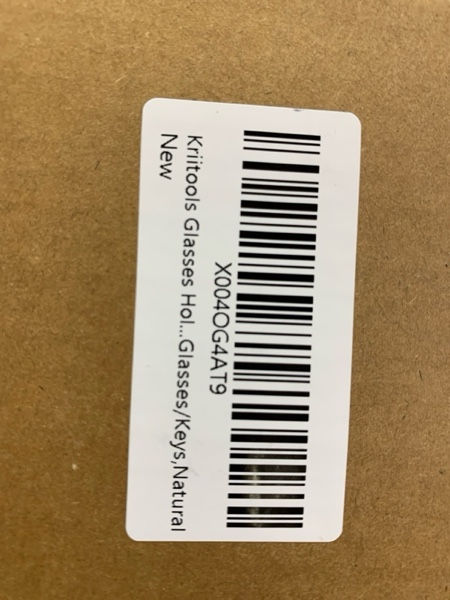 X004OG4AT9
Kriitools Glasses Hol...Glasses/Keys,Natural
New